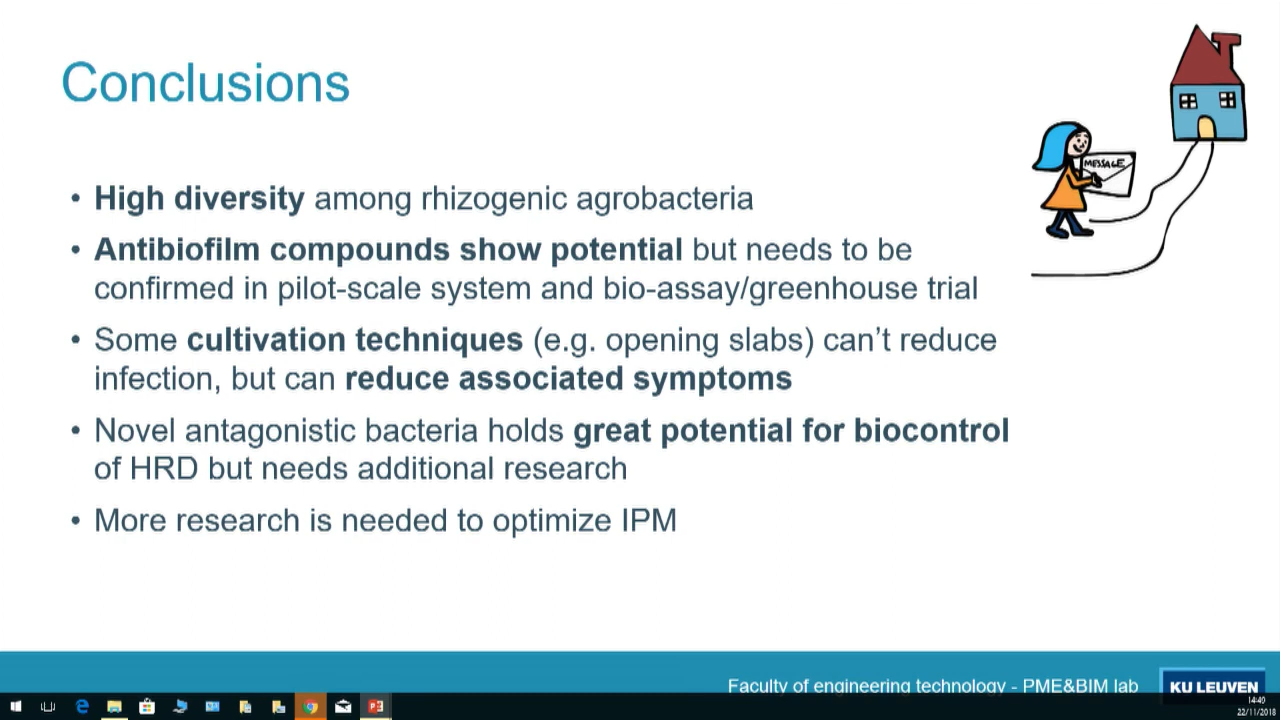 Conclusions
MESSAGE
• High diversity among rhizogenic agrobacteria
• Antibiofilm compounds show potential but needs to be
confirmed in pilot-scale system and bio-assay/greenhouse trial
• Some cultivation techniques (e.g. opening slabs) can't reduce
infection, but can reduce associated symptoms
• Novel antagonistic bacteria holds great potential for biocontrol
of HRD but needs additional research
• More research is needed to optimize IPM
Faculty of engineering technology - PME&BIM lab
KU LEUVEN
14:49
22/11/2018